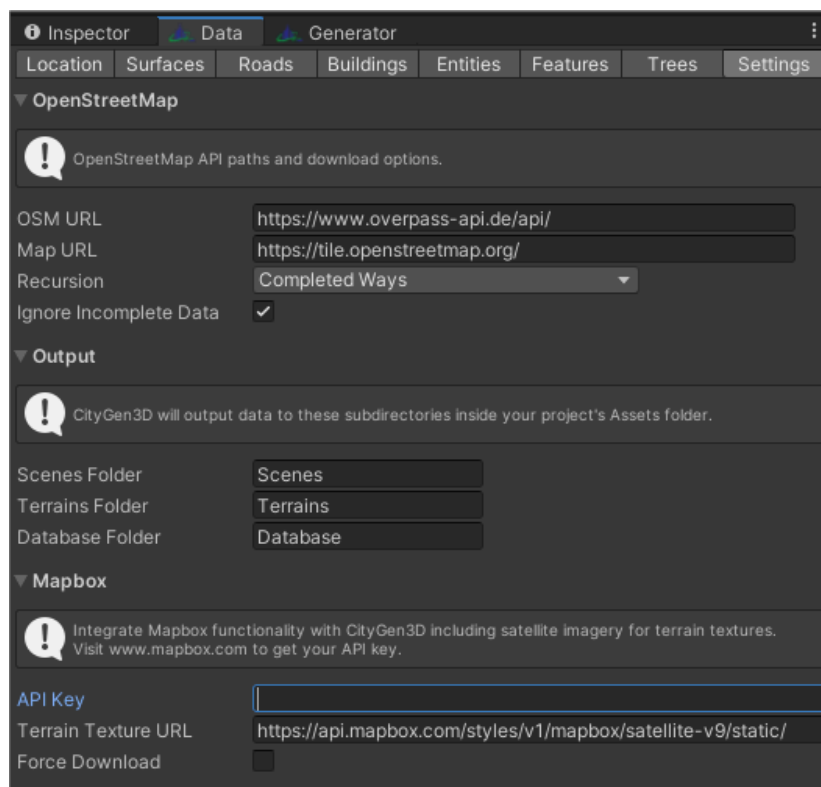 Inspector Data Generator
Location Surfaces Roads Buildings Entities Features Trees Settings
OpenStreetMap
OpenStreetMap API paths and download options.
OSM URL https://www.overpass-api.de/api/
Map URL https://tile.openstreetmap.org/
Recursion Completed Ways
Ignore Incomplete Data
Output
CityGen3D will output data to these subdirectories inside your project's Assets folder.
Scenes Folder Scenes
Terrains Folder Terrains
Database Folder Database
Mapbox
Integrate Mapbox functionality with CityGen3D including satellite imagery for terrain textures.
Visit www.mapbox.com to get your API key.
API Key
Terrain Texture URL https://api.mapbox.com/styles/v1/mapbox/satellite-v9/static/
Force Download